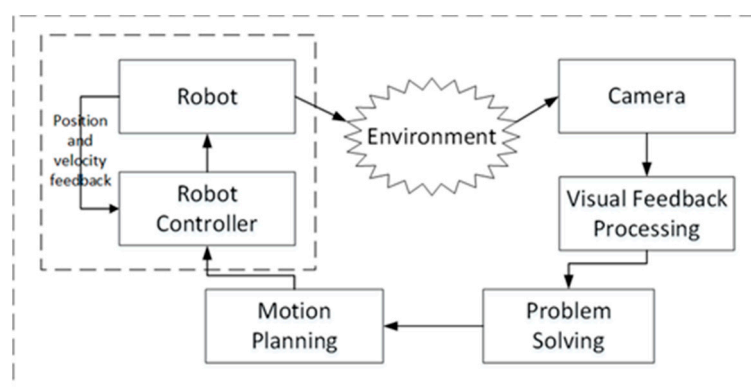 Robot
Position
and
velocity
feedback
Robot
Controller
Environment
Camera
Visual Feedback
Processing
Problem
Solving
Motion
Planning